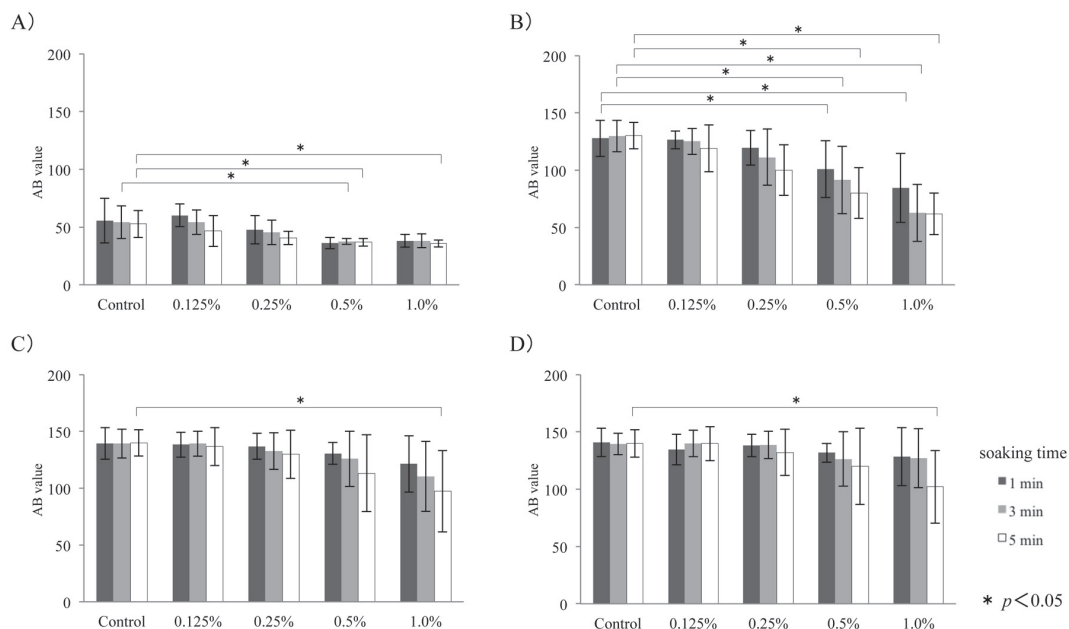 A)
200
150
100
50
0
AB value
*
*
*
Control 0.125% 0.25% 0.5% 1.0%
B)
200
150
100
50
0
AB value
*
*
*
*
*
*
Control 0.125% 0.25% 0.5% 1.0%
C)
200
150
100
50
0
AB value
*
Control 0.125% 0.25% 0.5% 1.0%
D)
200
150
100
50
0
AB value
*
Control 0.125% 0.25% 0.5% 1.0%
soaking time
1 min
3 min
5 min
* p<0.05